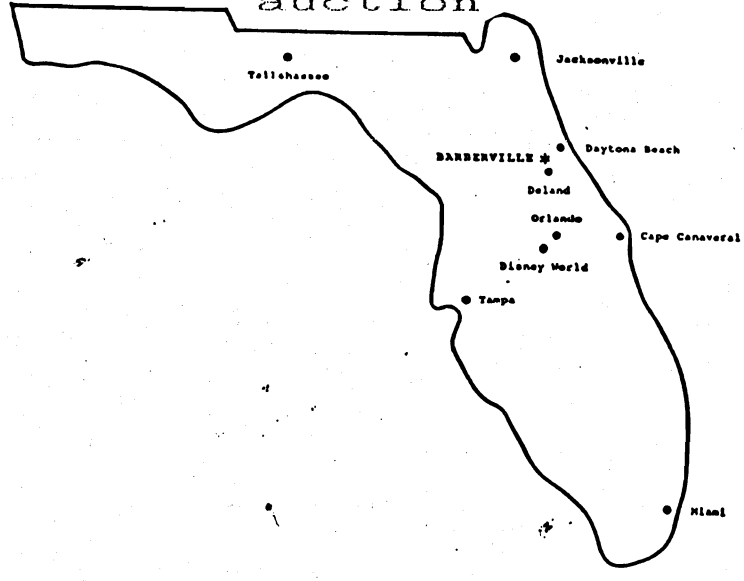 auction
Jacksonville
Tallahassee
Daytona Beach
BARBERVILLE *
Deland
Orlando
Cape Canaveral
Disney World
Tampa
Miami